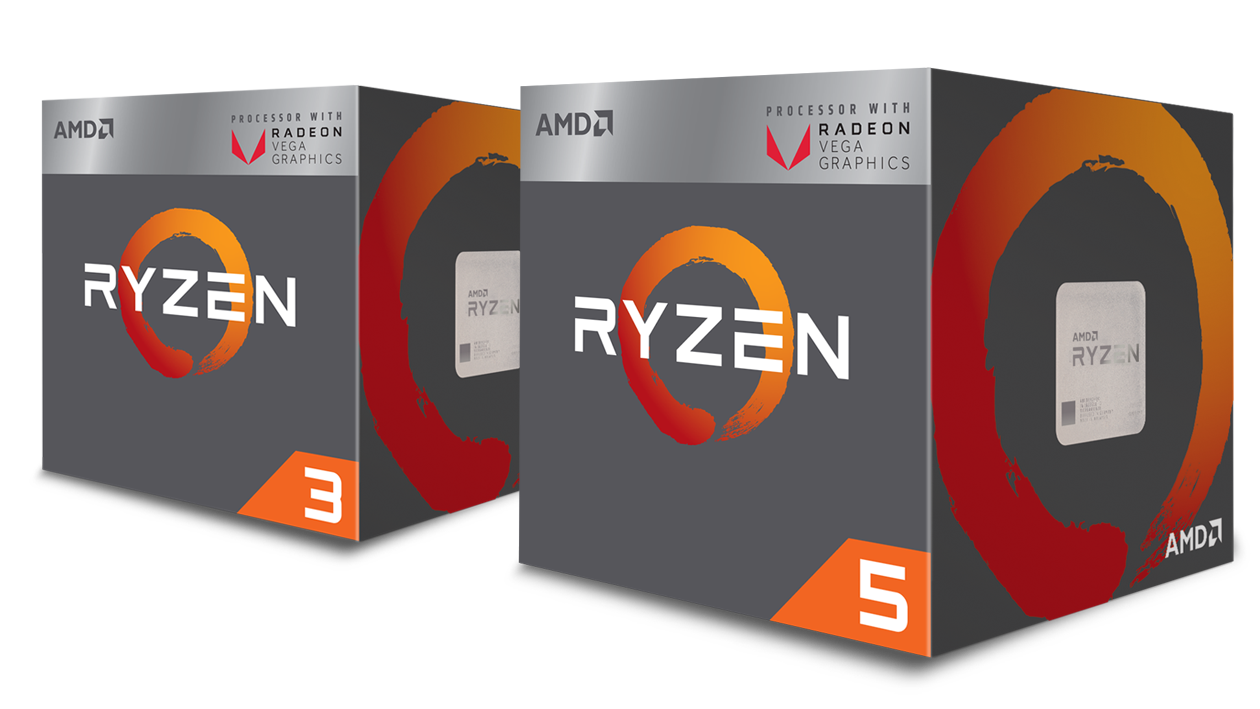 AMD
PROCESSOR WITH
RADEON
VEGA
GRAPHICS
RYZEN
3
AMD
RYZEN
AMD
PROCESSOR WITH
RADEON
VEGA
GRAPHICS
RYZEN
5
AMD
RYZEN
AMD